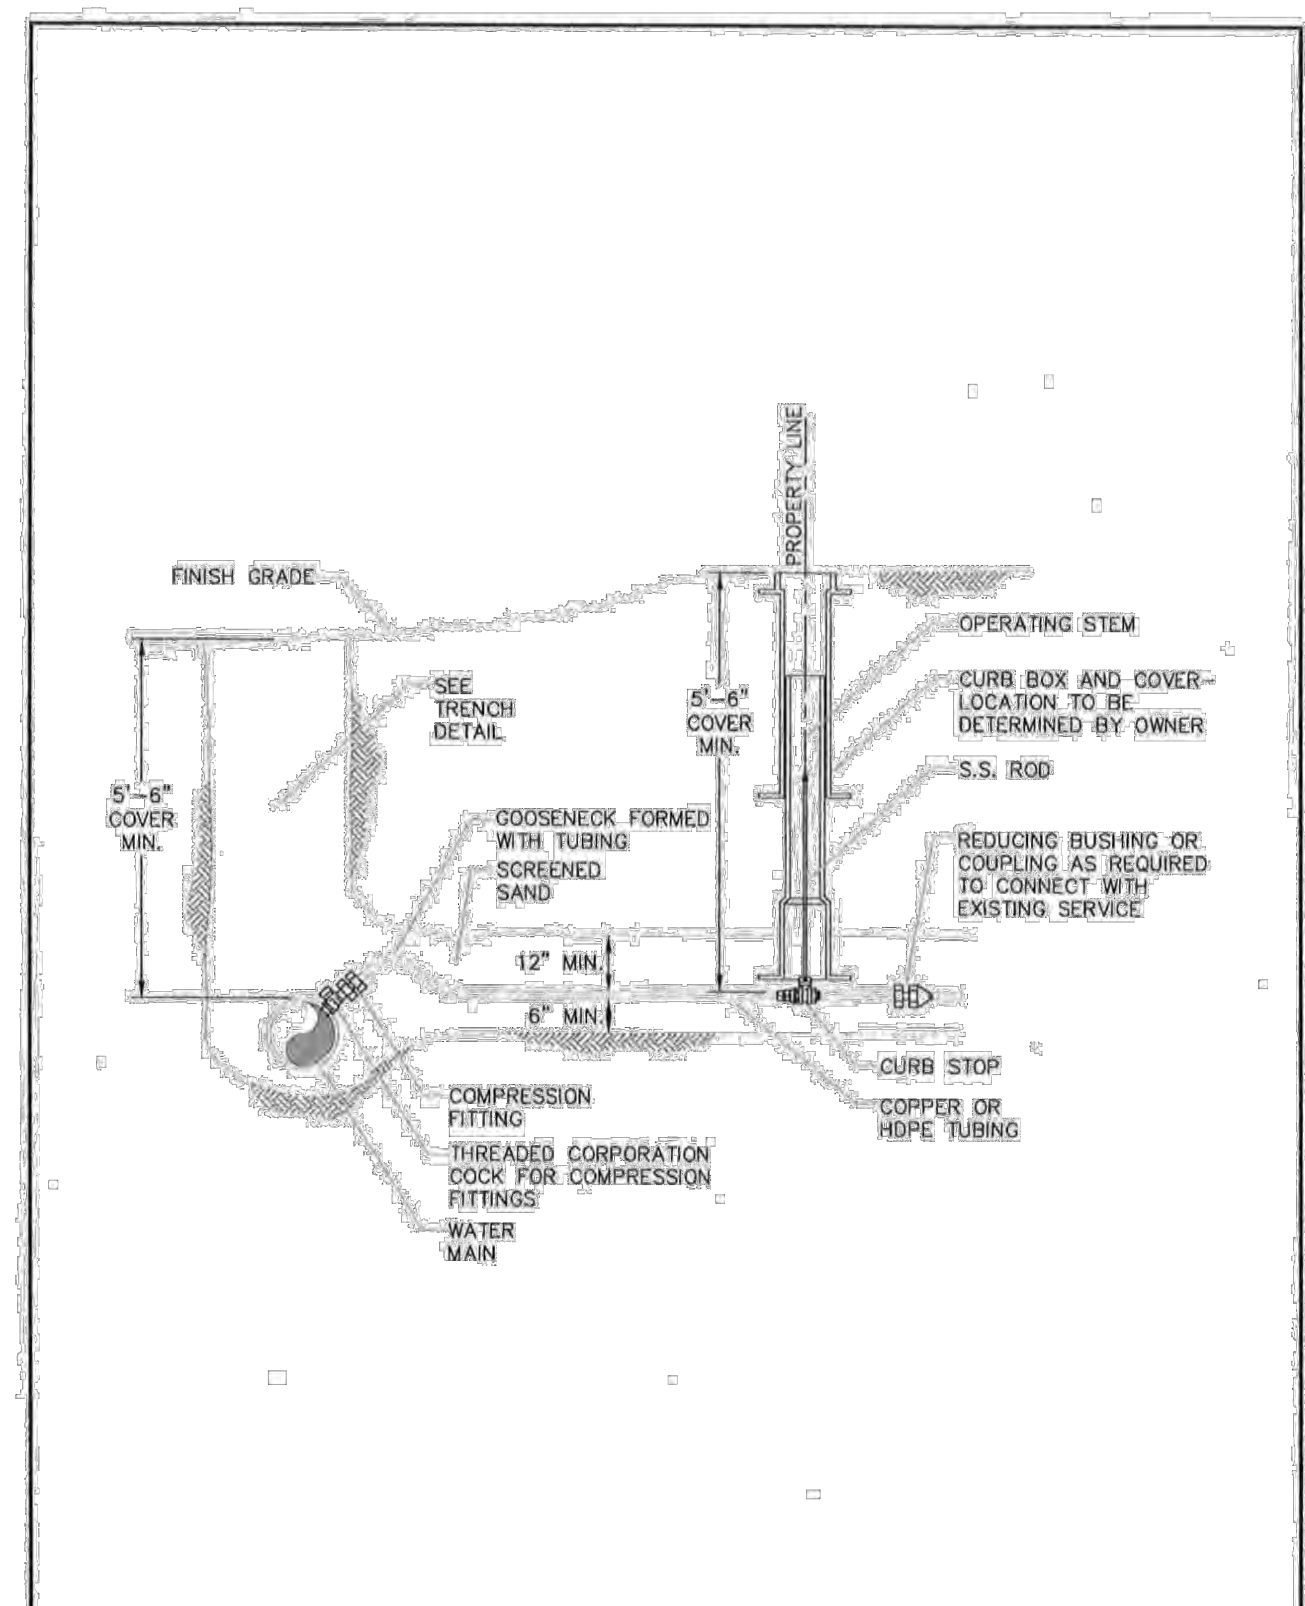 PROPERTY LINE
FINISH GRADE
OPERATING STEM
SEE
TRENCH
DETAIL
5'-6"
COVER
MIN.
CURB BOX AND COVER-
LOCATION TO BE
DETERMINED BY OWNER
S.S. ROD
5'-6"
COVER
MIN.
GOOSENECK FORMED
WITH TUBING
SCREENED
SAND
REDUCING BUSHING OR
COUPLING AS REQUIRED
TO CONNECT WITH
EXISTING SERVICE
12" MIN.
6" MIN.
CURB STOP
COPPER OR
HDPE TUBING
COMPRESSION
FITTING
THREADED CORPORATION
COCK FOR COMPRESSION
FITTINGS
WATER
MAIN